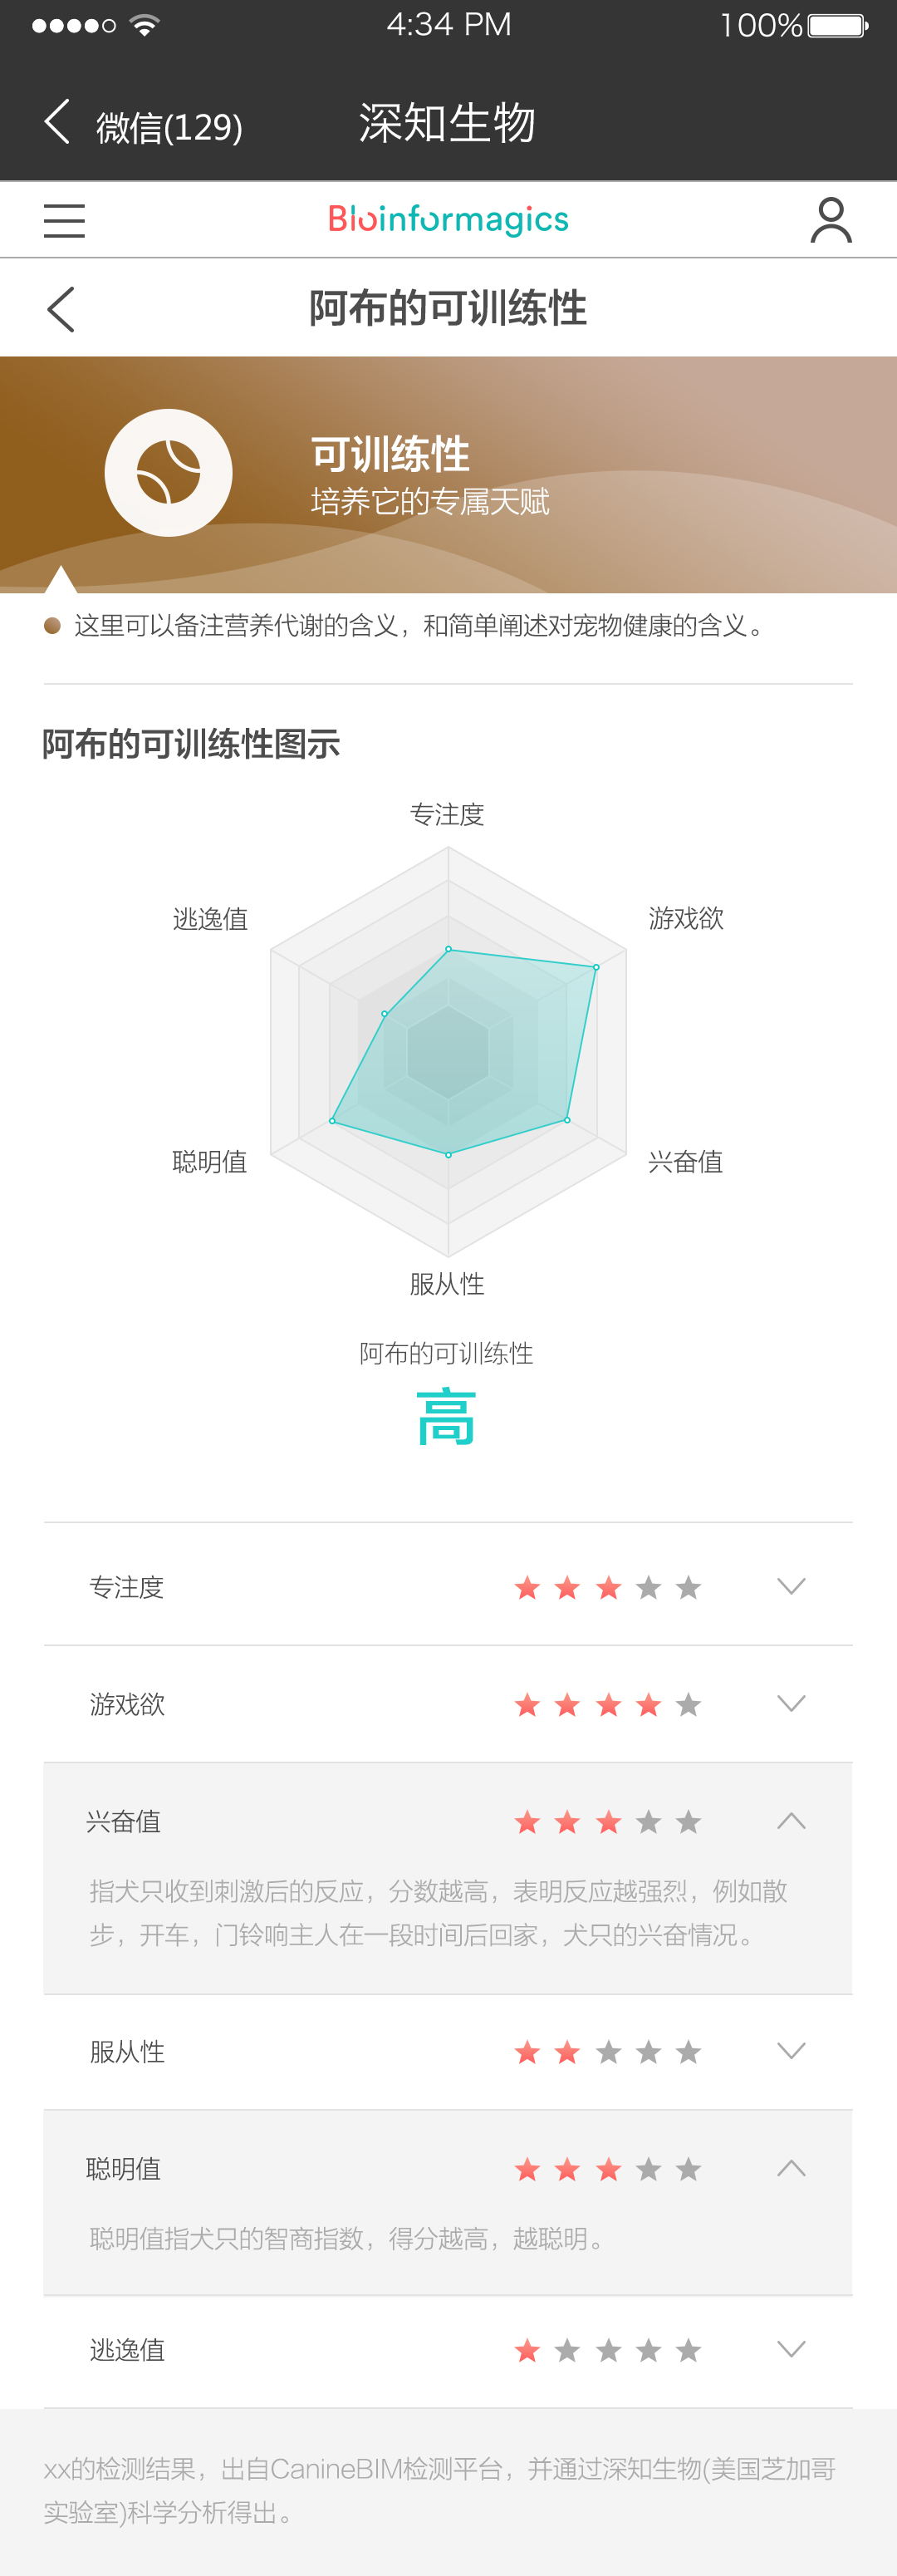 4:34 PM
100%
微信(129)
深知生物
Bioinformagics
阿布的可训练性
可训练性
培养它的专属天赋
这里可以备注营养代谢的含义，和简单阐述对宠物健康的含义。
阿布的可训练性图示
专注度
逃逸值
游戏欲
聪明值
兴奋值
服从性
阿布的可训练性
高
专注度
游戏欲
兴奋值
指犬只收到刺激后的反应，分数越高，表明反应越强烈，例如散
步，开车，门铃响主人在一段时间后回家，犬只的兴奋情况。
服从性
聪明值
聪明值指犬只的智商指数，得分越高，越聪明。
逃逸值
xx的检测结果，出自CanineBIM检测平台，并通过深知生物(美国芝加哥
实验室)科学分析得出。